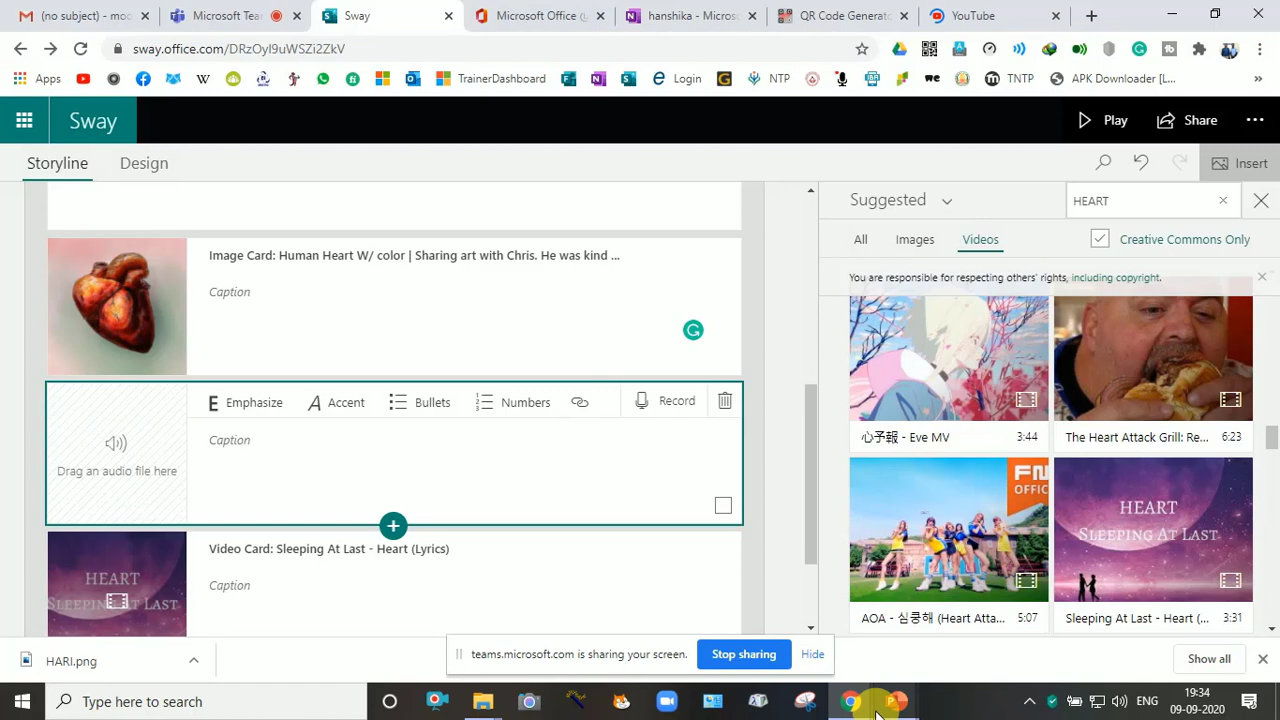 (no subject) - moo
Microsoft Tea
Sway
Microsoft Office
hanshika - Micros
QR Code Generat
YouTube
sway.office.com/DRzOyI9uWSZi2ZkV
Apps
TrainerDashboard
Login
NTP
we
TNTP
APK Downloader [L...
Sway
Play
Share
Storyline
Design
Insert
Suggested
HEART
All
Images
Videos
Creative Commons Only
You are responsible for respecting others' rights, including copyright.
Image Card: Human Heart W/ color | Sharing art with Chris. He was kind ...
Caption
E Emphasize
A Accent
Bullets
Numbers
Record
Drag an audio file here
Caption
心予報 - Eve MV
3:44
The Heart Attack Grill: Re...
6:23
FN
OFFIC
HEART
SLEEPING AT LAST
Video Card: Sleeping At Last - Heart (Lyrics)
Caption
HEART
SLEEPING AT LAST
AOA - 심쿵해 (Heart Atta...
5:07
Sleeping At Last - Heart (...
3:31
HARI.png
teams.microsoft.com is sharing your screen.
Stop sharing
Hide
Show all
Type here to search
ENG
19:34
09-09-2020